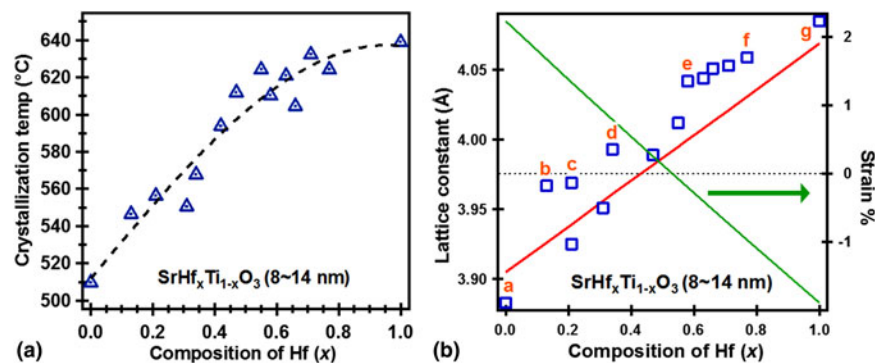 Crystallization temp (°C)
640
620
600
580
560
540
520
500
SrHfxTi1-xO3 (8~14 nm)
0.0 0.2 0.4 0.6 0.8 1.0
(a) Composition of Hf (x)
(b)
Lattice constant (Å)
4.05
4.00
3.95
3.90
a
b
c
d
e
f
g
SrHfxTi1-xO3 (8~14 nm)
2
1
0
-1
Strain %
0.0 0.2 0.4 0.6 0.8 1.0
Composition of Hf (x)